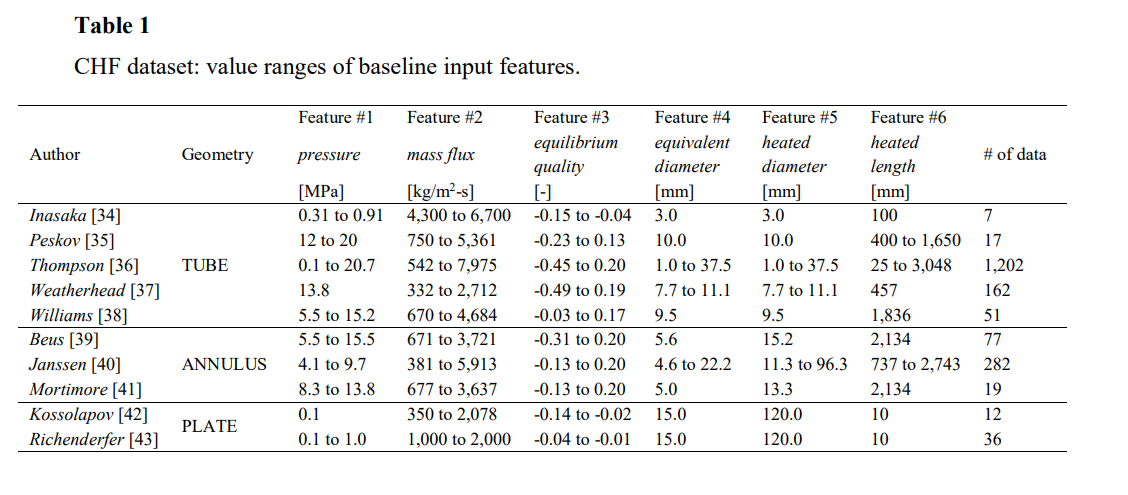 Table 1
CHF dataset: value ranges of baseline input features.
Author Geometry Feature #1 pressure [MPa] Feature #2 mass flux [kg/m²-s] Feature #3 equilibrium quality [-] Feature #4 equivalent diameter [mm] Feature #5 heated diameter [mm] Feature #6 heated length [mm] # of data
Inasaka [34] 0.31 to 0.91 4,300 to 6,700 -0.15 to -0.04 3.0 3.0 100 7
Peskov [35] 12 to 20 750 to 5,361 -0.23 to 0.13 10.0 10.0 400 to 1,650 17
Thompson [36] TUBE 0.1 to 20.7 542 to 7,975 -0.45 to 0.20 1.0 to 37.5 1.0 to 37.5 25 to 3,048 1,202
Weatherhead [37] 13.8 332 to 2,712 -0.49 to 0.19 7.7 to 11.1 7.7 to 11.1 457 162
Williams [38] 5.5 to 15.2 670 to 4,684 -0.03 to 0.17 9.5 9.5 1,836 51
Beus [39] 5.5 to 15.5 671 to 3,721 -0.31 to 0.20 5.6 15.2 2,134 77
Janssen [40] ANNULUS 4.1 to 9.7 381 to 5,913 -0.13 to 0.20 4.6 to 22.2 11.3 to 96.3 737 to 2,743 282
Mortimore [41] 8.3 to 13.8 677 to 3,637 -0.13 to 0.20 5.0 13.3 2,134 19
Kossolapov [42] PLATE 0.1 350 to 2,078 -0.14 to -0.02 15.0 120.0 10 12
Richenderfer [43] 0.1 to 1.0 1,000 to 2,000 -0.04 to -0.01 15.0 120.0 10 36